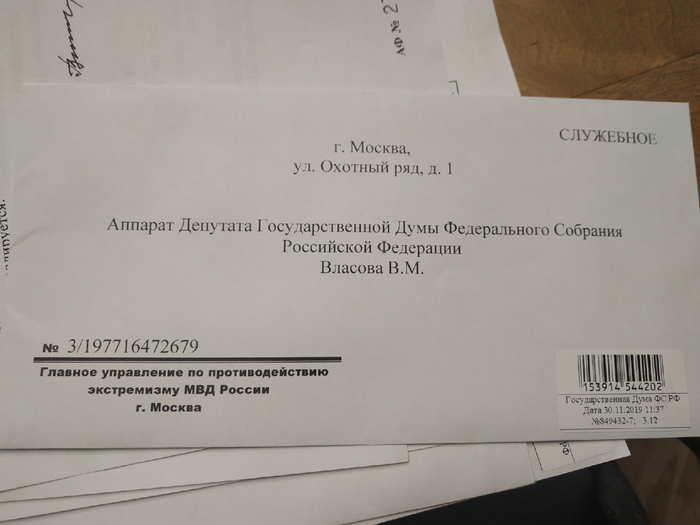 АФ №
СЛУЖЕБНОЕ
г. Москва,
ул. Охотный ряд, д. 1
Аппарат Депутата Государственной Думы Федерального Собрания
Российской Федерации
Власова В.М.
№ 3/197716472679
Главное управление по противодействию
экстремизму МВД России
г. Москва
153914 544202
Государственная Дума ФС РФ
Дата 30.11.2019 11:37
№849432-7; 3.12